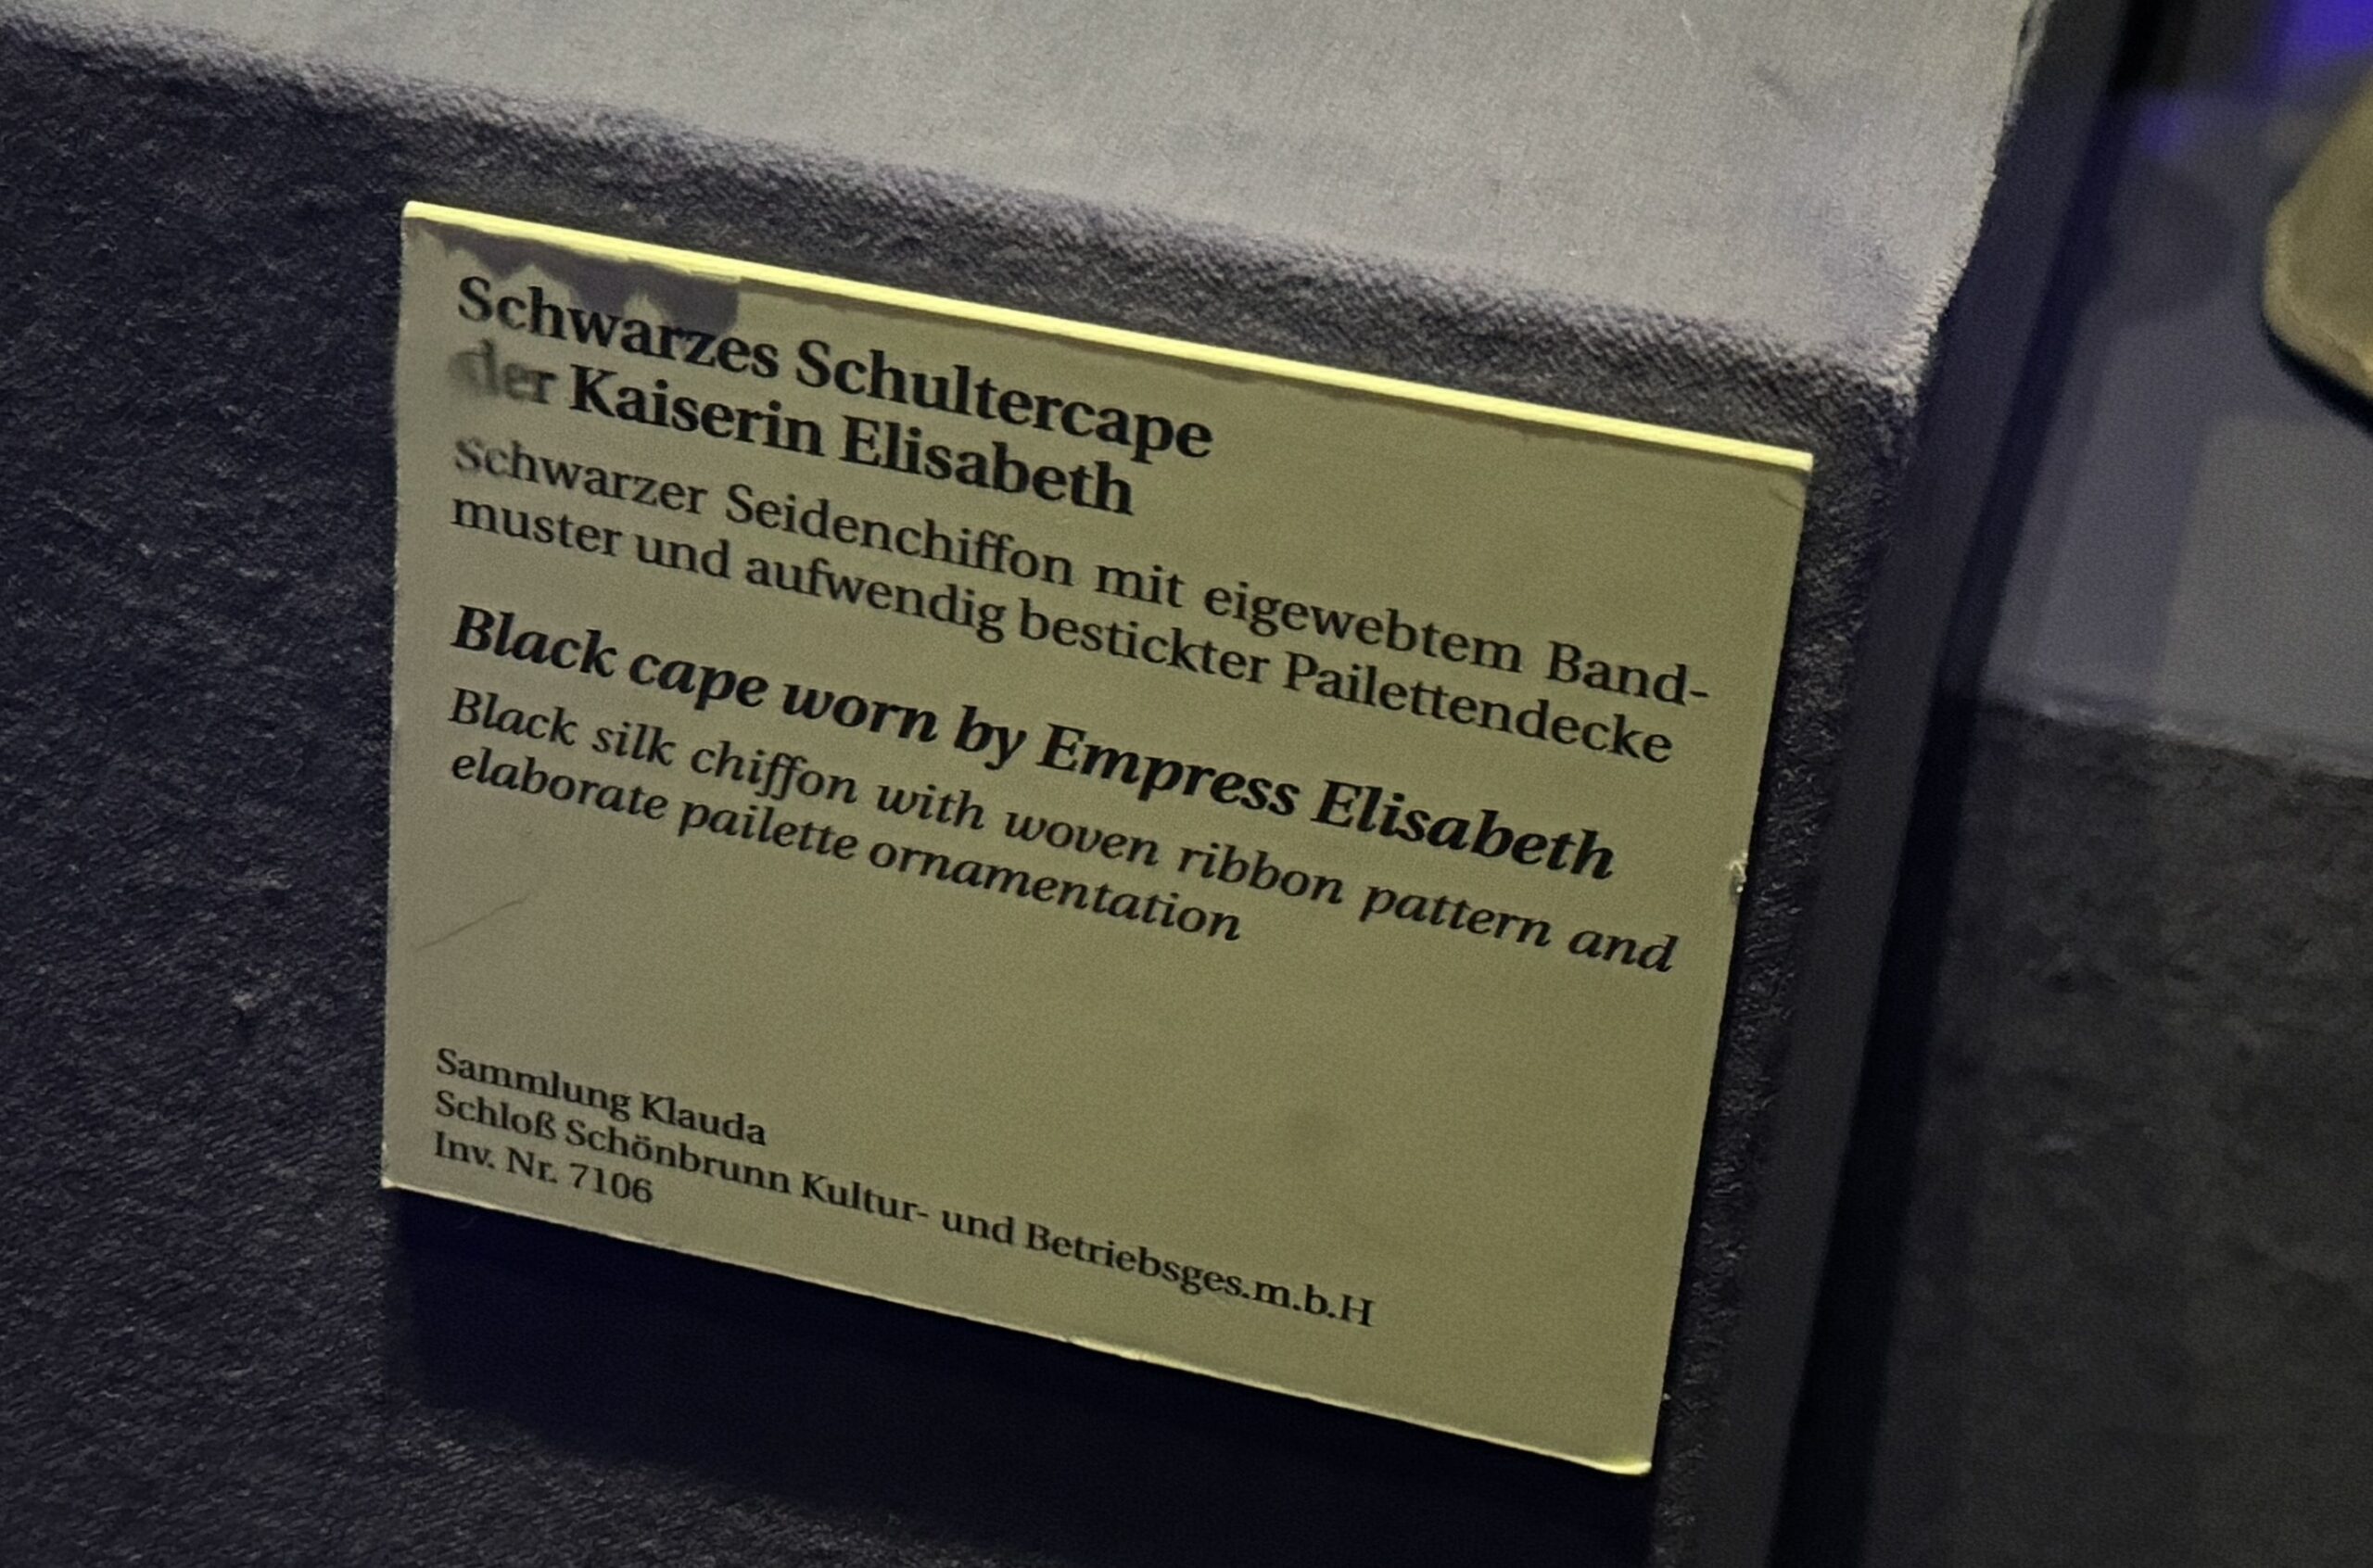 Schwarzes Schultercape
der Kaiserin Elisabeth
Schwarzer Seidenchiffon mit eigewebtem Band-
muster und aufwendig bestickter Pailettendecke
Black cape worn by Empress Elisabeth
Black silk chiffon with woven ribbon pattern and
elaborate pailette ornamentation
Sammlung Klauda
Schloß Schönbrunn Kultur- und Betriebsges.m.b.H
Inv. Nr. 7106